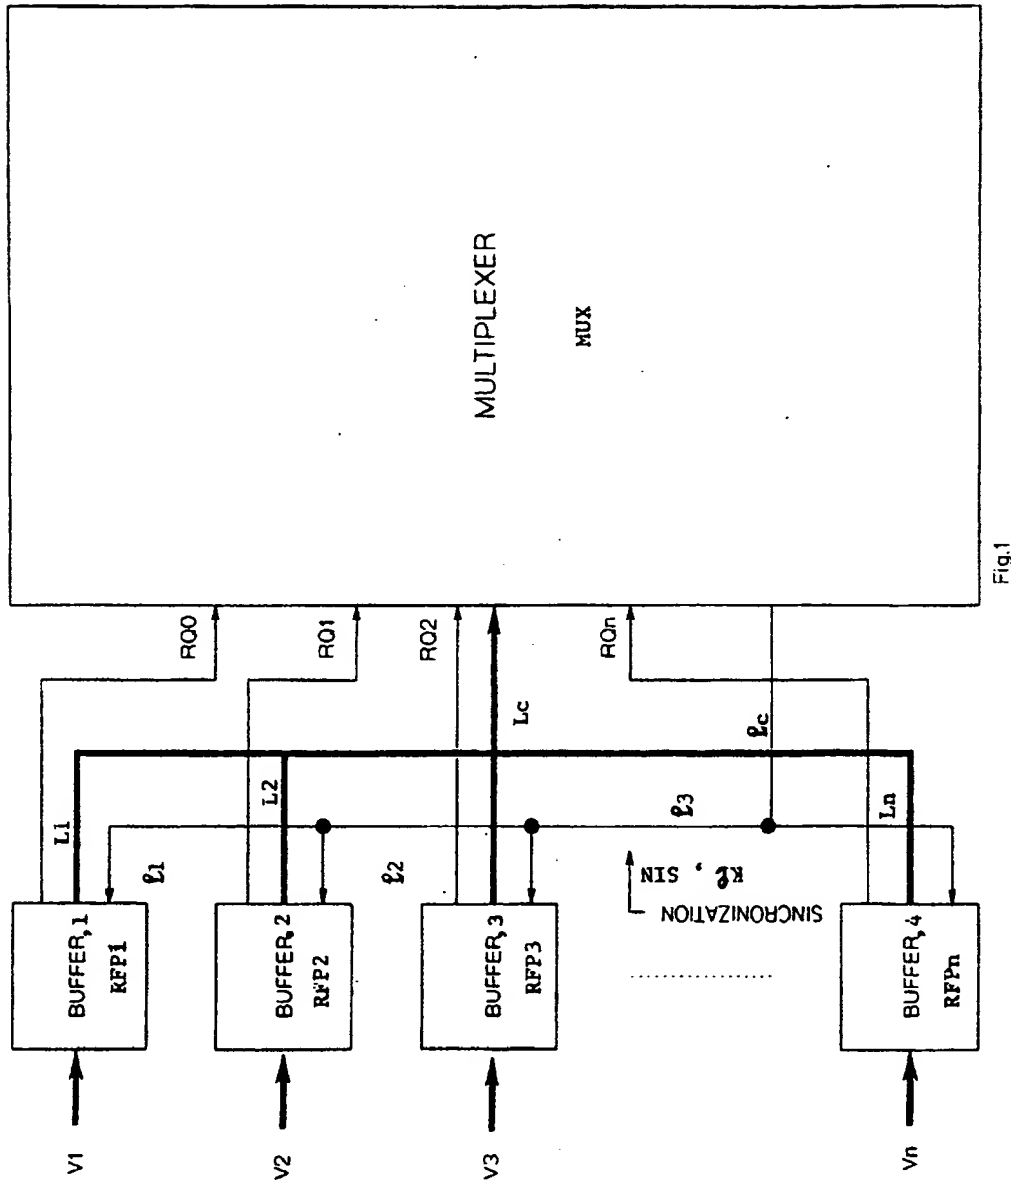 MULTIPLEXER
MUX
RQ0
RQ1
RQ2
RQn
Lc
ℓc
L1
L2
Ln
ℓ1
ℓ2
ℓ3
SINCRONIZATION
Kℓ, SIN
BUFFER,1
RFP1
BUFFER,2
RFP2
BUFFER,3
RFP3
BUFFER,4
RFPn
V1
V2
V3
Vn
Fig.1